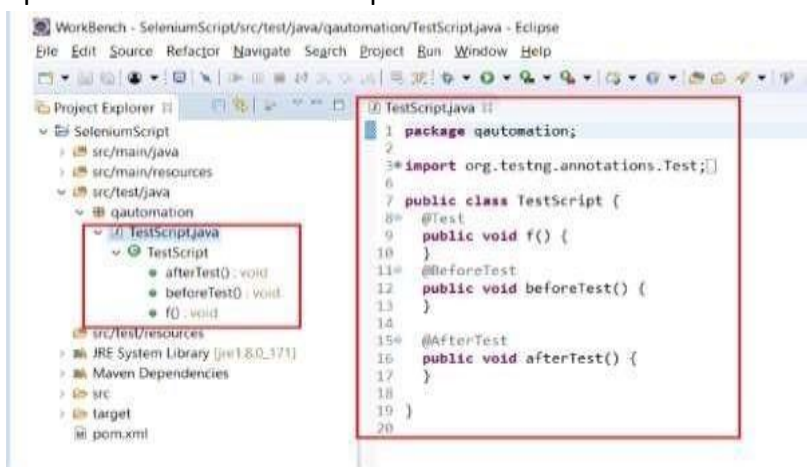 WorkBench - SeleniumScript/src/test/java/qautomation/TestScript.java - Eclipse
File Edit Source Refactor Navigate Search Project Run Window Help
Project Explorer
SeleniumScript
src/main/java
src/main/resources
src/test/java
qautomation
TestScript.java
TestScript
afterTest() : void
beforeTest() : void
f() : void
src/test/resources
JRE System Library [jre1.8.0_171]
Maven Dependencies
src
target
pom.xml
TestScript.java
1 package qautomation;
2
3 import org.testng.annotations.Test;
6
7 public class TestScript {
8 @Test
9 public void f() {
10 }
11 @BeforeTest
12 public void beforeTest() {
13 }
14
15 @AfterTest
16 public void afterTest() {
17 }
18
19 }
20